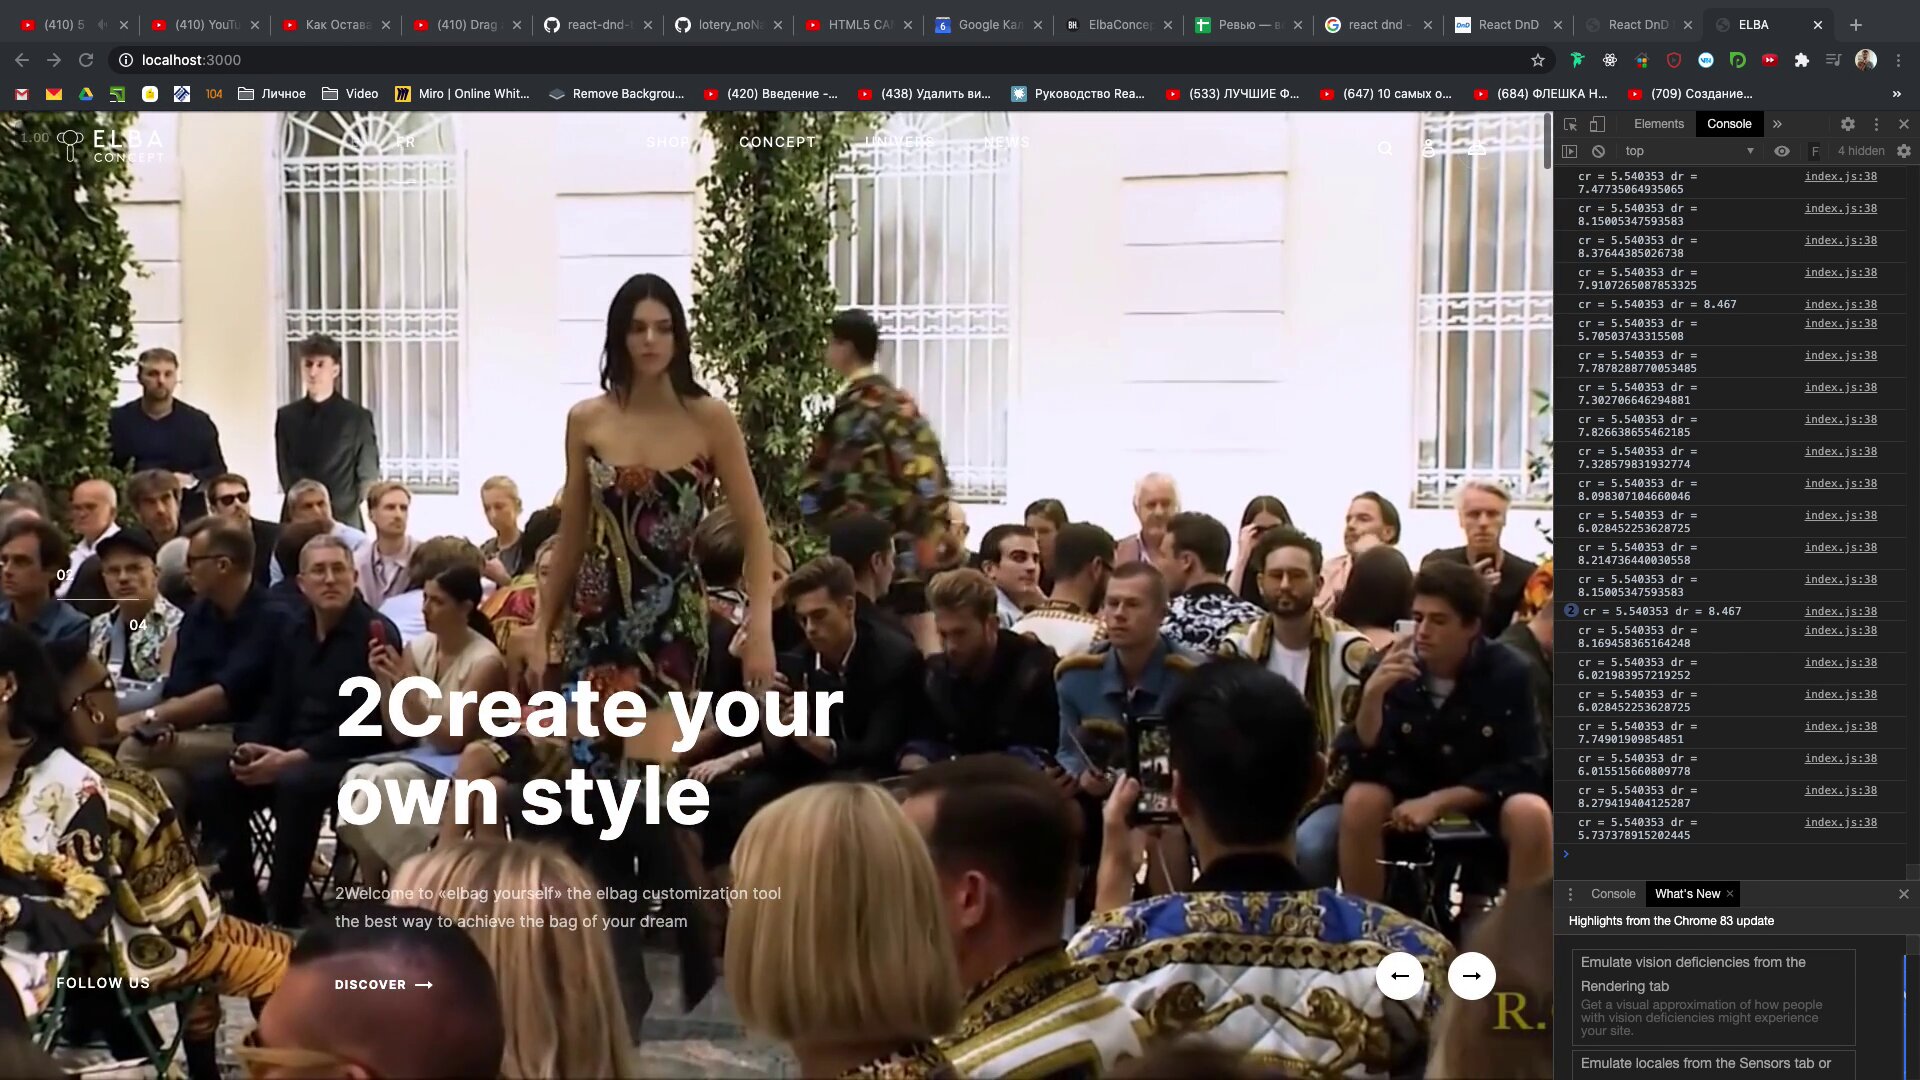 (410) 5
(410) YouTu
Как Остава
(410) Drag
react-dnd-t
lotery_noNa
HTML5 CAN
Google Кал
ElbaConcep
Ревью — в
react dnd -
React DnD
React DnD
ELBA
localhost:3000
104
Личное
Video
Miro | Online Whit...
Remove Backgrou...
(420) Введение -...
(438) Удалить ви...
Руководство Rea...
(533) ЛУЧШИЕ Ф...
(647) 10 самых о...
(684) ФЛЕШКА Н...
(709) Создание...
»
1.00
ELBA
CONCEPT
FR
SHOP
CONCEPT
UNIVERS
NEWS
02
04
2Create your
own style
2Welcome to «elbag yourself» the elbag customization tool
the best way to achieve the bag of your dream
FOLLOW US
DISCOVER
R.
Elements
Console
»
top
F
4 hidden
cr = 5.540353 dr =
7.47735064935065
index.js:38
cr = 5.540353 dr =
8.15005347593583
index.js:38
cr = 5.540353 dr =
8.37644385026738
index.js:38
cr = 5.540353 dr =
7.9107265087853325
index.js:38
cr = 5.540353 dr = 8.467
index.js:38
cr = 5.540353 dr =
5.70503743315508
index.js:38
cr = 5.540353 dr =
7.7878288770053485
index.js:38
cr = 5.540353 dr =
7.302706646294881
index.js:38
cr = 5.540353 dr =
7.826638655462185
index.js:38
cr = 5.540353 dr =
7.328579831932774
index.js:38
cr = 5.540353 dr =
8.098307104660046
index.js:38
cr = 5.540353 dr =
6.028452253628725
index.js:38
cr = 5.540353 dr =
8.214736440030558
index.js:38
cr = 5.540353 dr =
8.15005347593583
index.js:38
2 cr = 5.540353 dr = 8.467
index.js:38
cr = 5.540353 dr =
8.169458365164248
index.js:38
cr = 5.540353 dr =
6.021983957219252
index.js:38
cr = 5.540353 dr =
6.028452253628725
index.js:38
cr = 5.540353 dr =
7.74901909854851
index.js:38
cr = 5.540353 dr =
6.015515660809778
index.js:38
cr = 5.540353 dr =
8.279419404125287
index.js:38
cr = 5.540353 dr =
5.737378915202445
index.js:38
Console
What's New
Highlights from the Chrome 83 update
Emulate vision deficiencies from the
Rendering tab
Get a visual approximation of how people
with vision deficiencies might experience
your site.
Emulate locales from the Sensors tab or